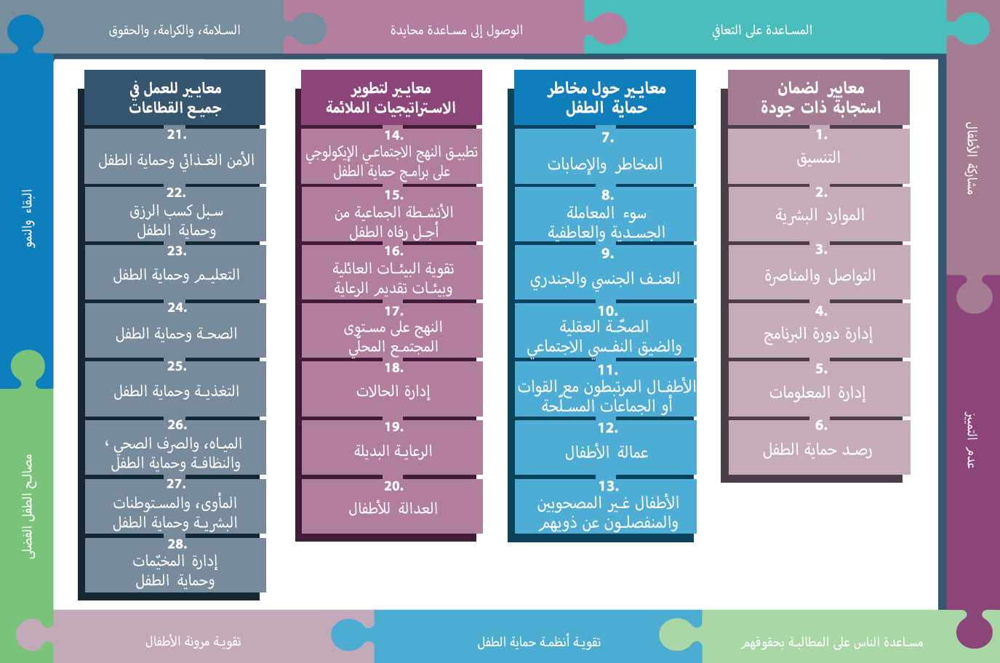 المساعدة على التعافي
الوصول إلى مساعدة محايدة
السلامة، والكرامة، والحقوق
مشاركة الأطفال
عدم التمييز
معايير لضمان
استجابة ذات جودة
1.
التنسيق
2.
الموارد البشرية
3.
التواصل والمناصرة
4.
إدارة دورة البرنامج
5.
إدارة المعلومات
6.
رصد حماية الطفل
معايير حول مخاطر
حماية الطفل
7.
المخاطر والإصابات
8.
سوء المعاملة
الجسدية والعاطفية
9.
العنف الجنسي والجندري
10.
الصحّة العقلية
والضيق النفسي الاجتماعي
11.
الأطفال المرتبطون مع القوات
أو الجماعات المسلّحة
12.
عمالة الأطفال
13.
الأطفال غير المصحوبين
والمنفصلون عن ذويهم
معايير لتطوير
الاستراتيجيات الملائمة
14.
تطبيق النهج الاجتماعي الإيكولوجي
على برامج حماية الطفل
15.
الأنشطة الجماعية من
أجل رفاه الطفل
16.
تقوية البيئات العائلية
وبيئات تقديم الرعاية
17.
النهج على مستوى
المجتمع المحلّي
18.
إدارة الحالات
19.
الرعاية البديلة
20.
العدالة للأطفال
معايير للعمل في
جميع القطاعات
21.
الأمن الغذائي وحماية الطفل
22.
سبل كسب الرزق
وحماية الطفل
23.
التعليم وحماية الطفل
24.
الصحة وحماية الطفل
25.
التغذية وحماية الطفل
26.
المياه، والصرف الصحي ،
والنظافة وحماية الطفل
27.
المأوى، والمستوطنات
البشرية وحماية الطفل
28.
إدارة المخيّمات
وحماية الطفل
البقاء والنمو
مصالح الطفل الفضلى
مساعدة الناس على المطالبة بحقوقهم
تقوية أنظمة حماية الطفل
تقوية مرونة الأطفال